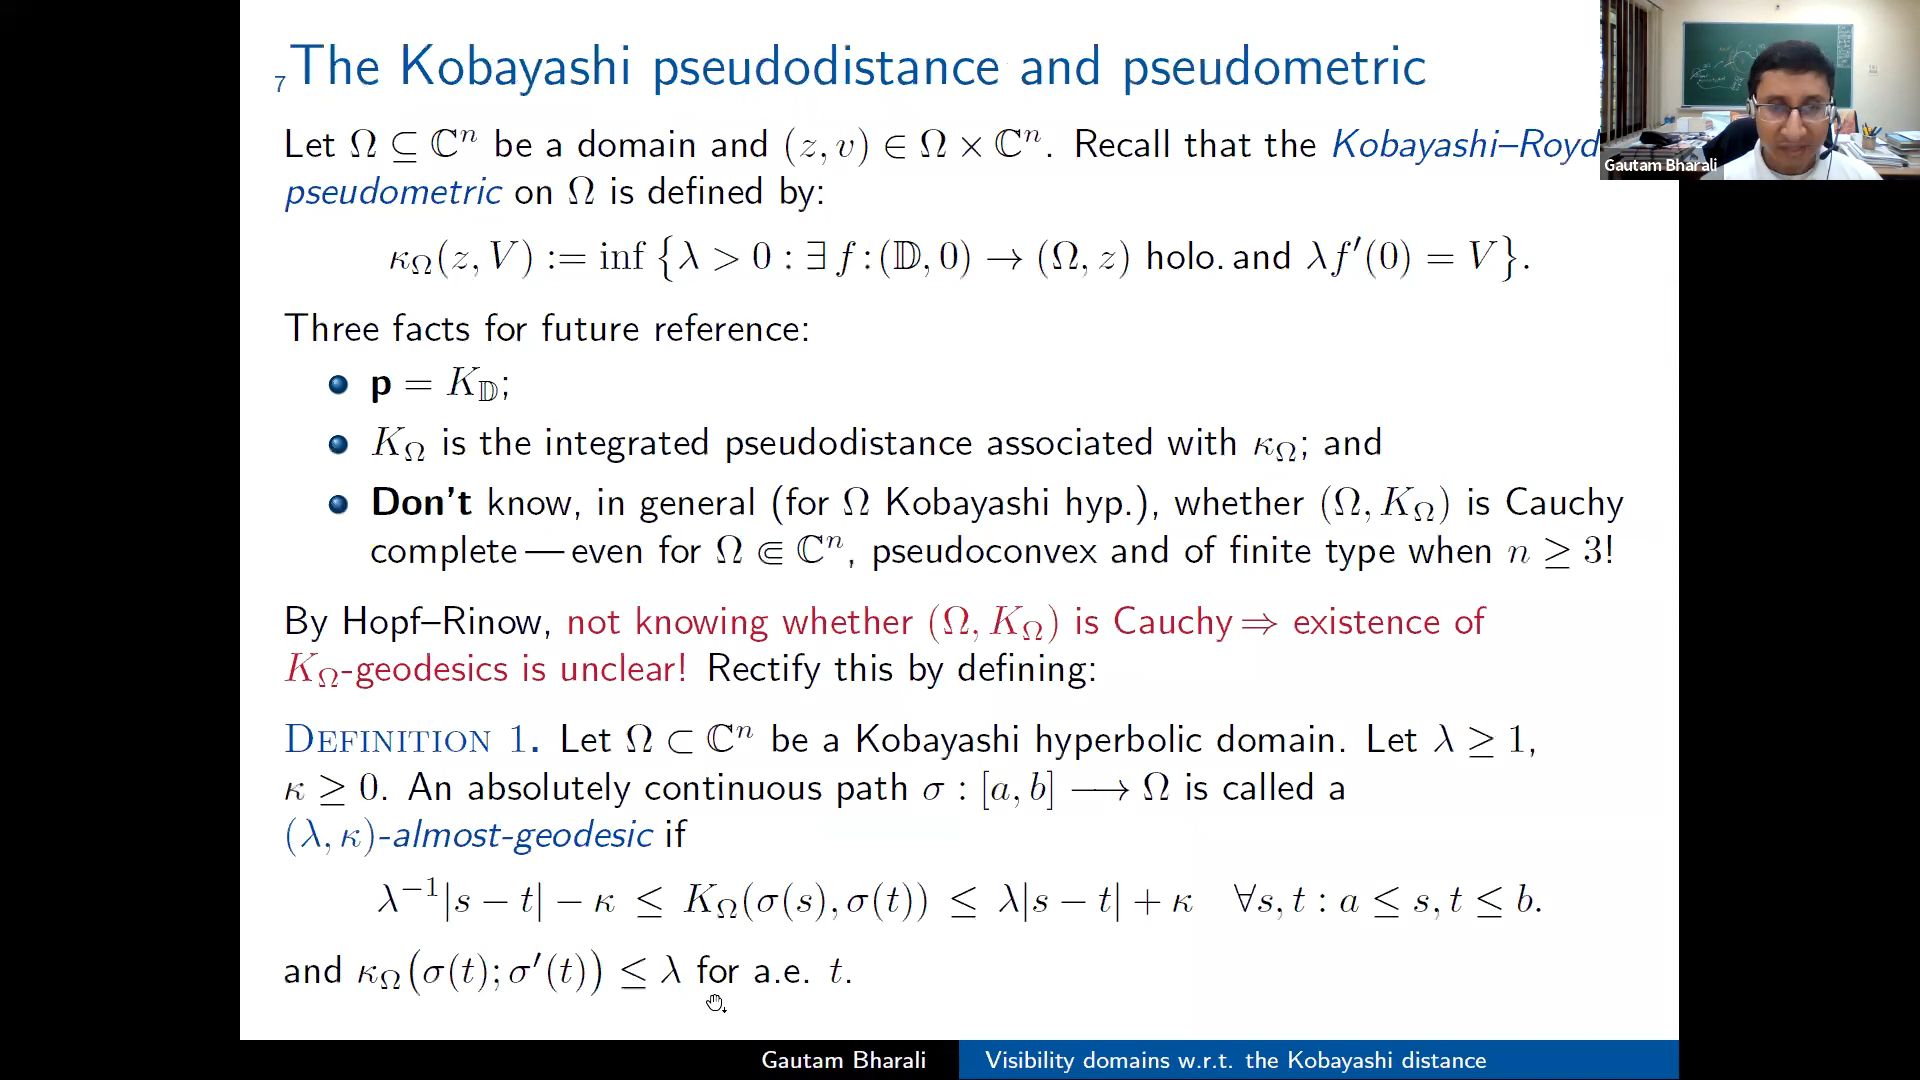 7 The Kobayashi pseudodistance and pseudometric
Let Ω ⊆ ℂⁿ be a domain and (z, v) ∈ Ω × ℂⁿ. Recall that the Kobayashi–Royd
pseudometric on Ω is defined by:
κ_Ω(z, V) := inf {λ > 0 : ∃ f : (𝔻, 0) → (Ω, z) holo. and λf′(0) = V}.
Three facts for future reference:
p = K_𝔻;
K_Ω is the integrated pseudodistance associated with κ_Ω; and
Don't know, in general (for Ω Kobayashi hyp.), whether (Ω, K_Ω) is Cauchy
complete — even for Ω ⋐ ℂⁿ, pseudoconvex and of finite type when n ≥ 3!
By Hopf–Rinow, not knowing whether (Ω, K_Ω) is Cauchy ⇒ existence of
K_Ω-geodesics is unclear! Rectify this by defining:
DEFINITION 1. Let Ω ⊂ ℂⁿ be a Kobayashi hyperbolic domain. Let λ ≥ 1,
κ ≥ 0. An absolutely continuous path σ : [a, b] ⟶ Ω is called a
(λ, κ)-almost-geodesic if
λ⁻¹|s − t| − κ ≤ K_Ω(σ(s), σ(t)) ≤ λ|s − t| + κ ∀s, t : a ≤ s, t ≤ b.
and κ_Ω(σ(t); σ′(t)) ≤ λ for a.e. t.
Gautam Bharali
Gautam Bharali Visibility domains w.r.t. the Kobayashi distance